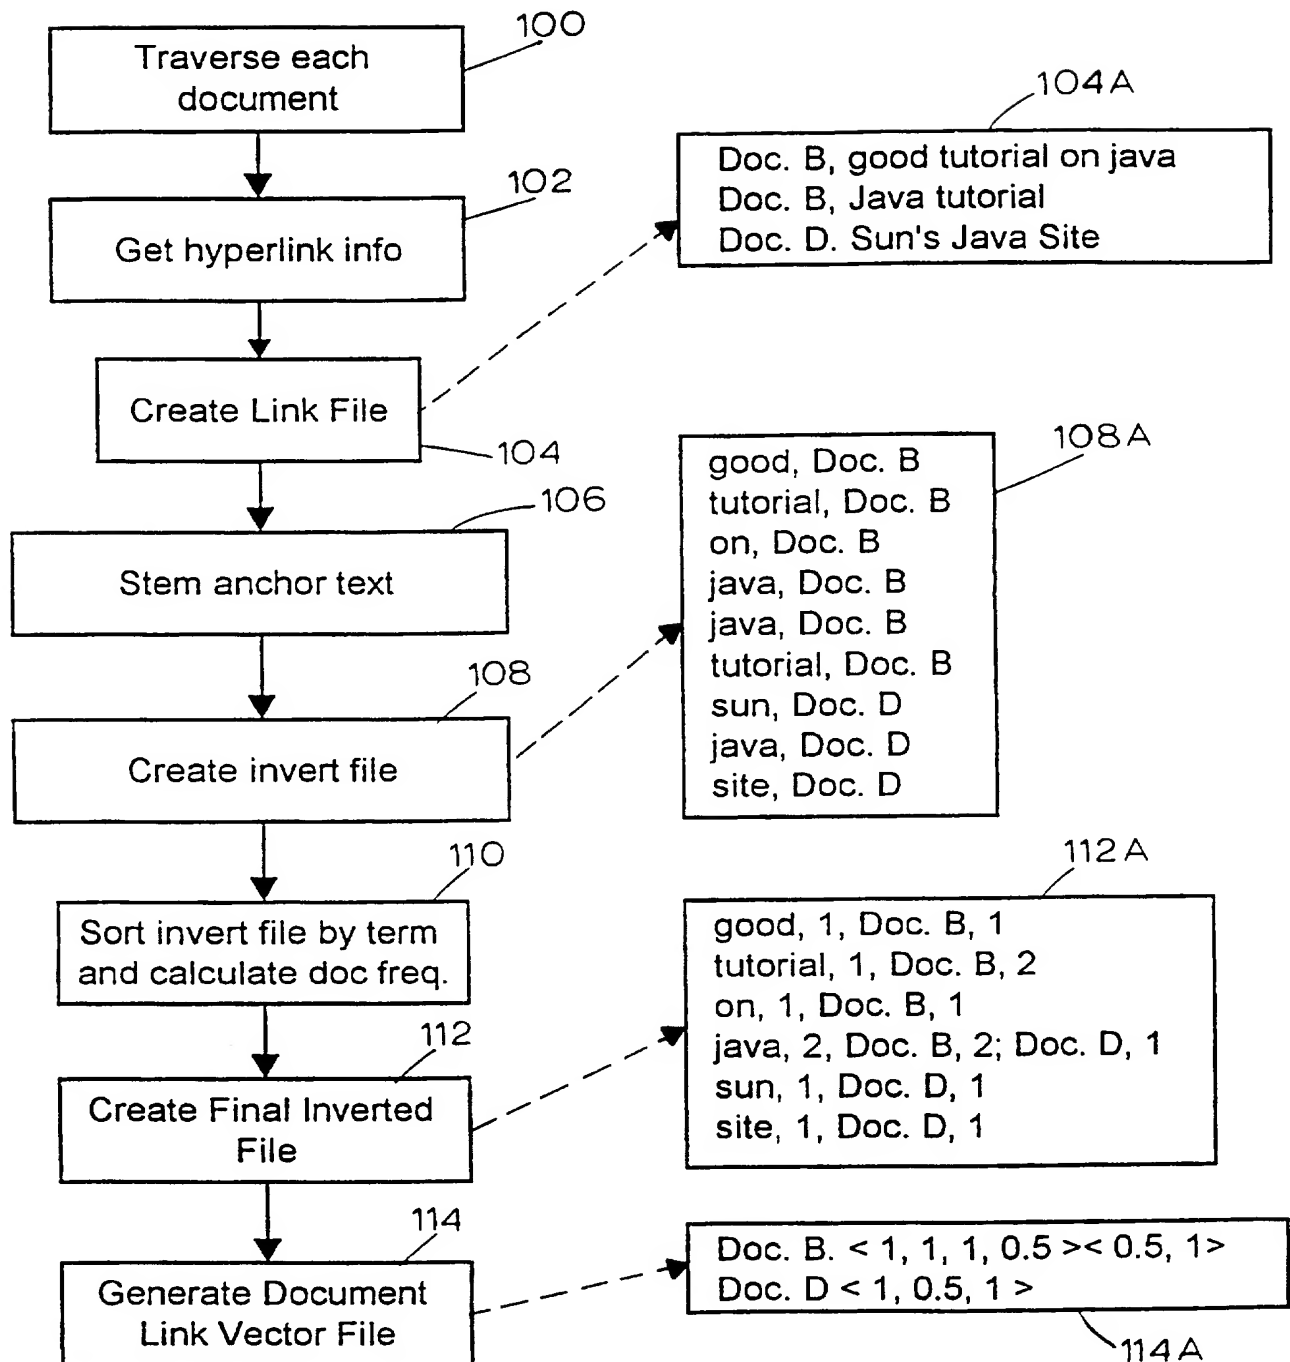 100
Traverse each
document
104A
Doc. B, good tutorial on java
Doc. B, Java tutorial
Doc. D. Sun's Java Site
102
Get hyperlink info
Create Link File
104
108A
good, Doc. B
tutorial, Doc. B
on, Doc. B
java, Doc. B
java, Doc. B
tutorial, Doc. B
sun, Doc. D
java, Doc. D
site, Doc. D
106
Stem anchor text
108
Create invert file
110
Sort invert file by term
and calculate doc freq.
112A
good, 1, Doc. B, 1
tutorial, 1, Doc. B, 2
on, 1, Doc. B, 1
java, 2, Doc. B, 2; Doc. D, 1
sun, 1, Doc. D, 1
site, 1, Doc. D, 1
112
Create Final Inverted
File
114
Generate Document
Link Vector File
Doc. B. < 1, 1, 1, 0.5 >< 0.5, 1>
Doc. D < 1, 0.5, 1 >
114A